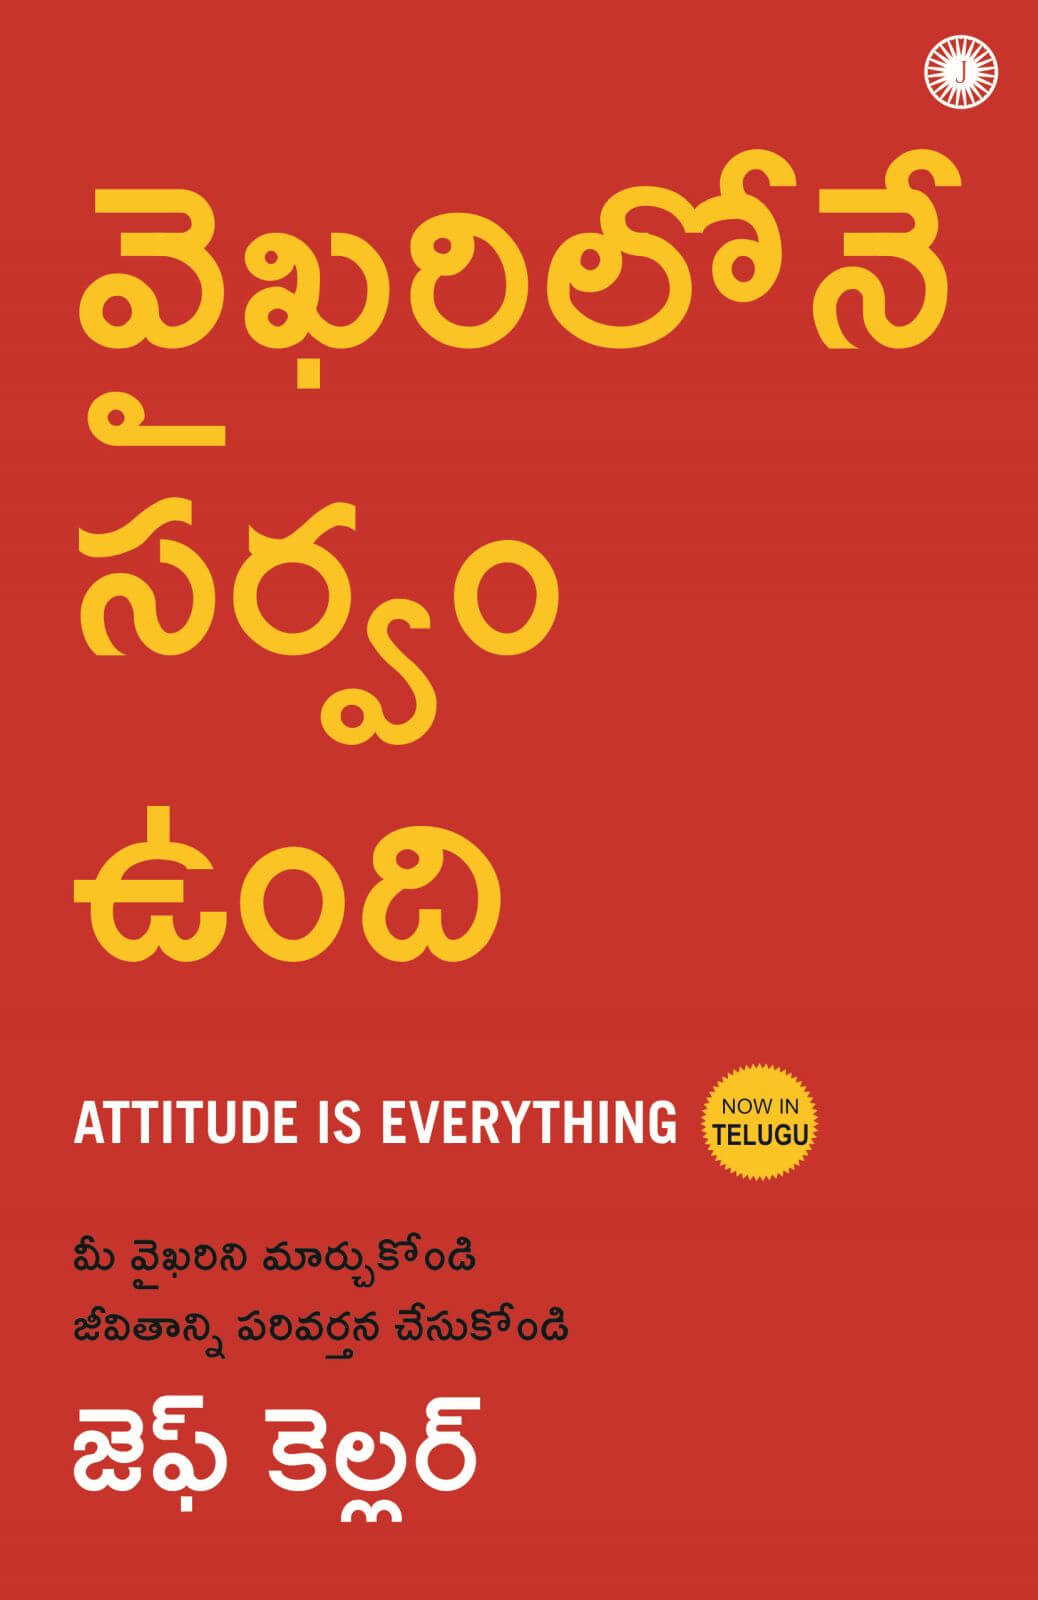 J
వైఖరిలోనే
సర్వం
ఉంది
ATTITUDE IS EVERYTHING
NOW IN
TELUGU
మీ వైఖరిని మార్చుకోండి
జీవితాన్ని పరివర్తన చేసుకోండి
జెఫ్ కెల్లర్